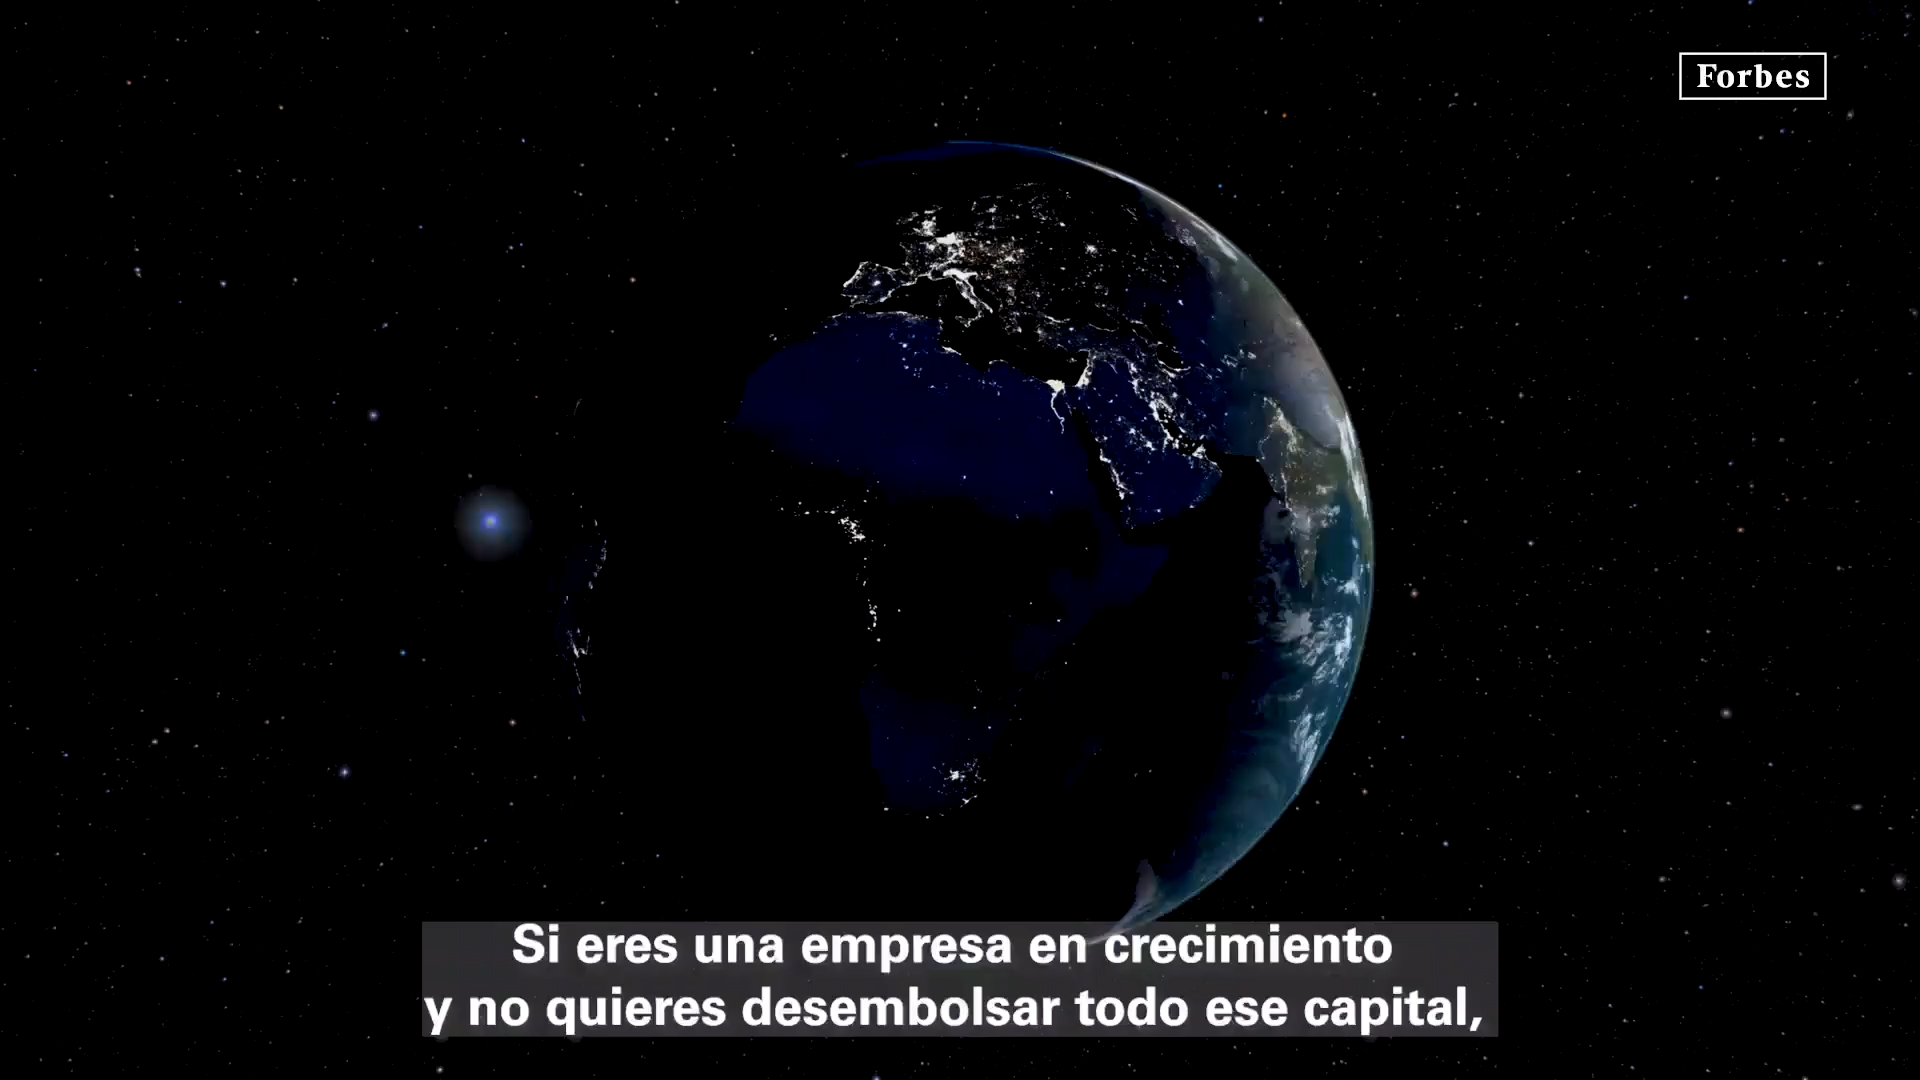 Forbes
Si eres una empresa en crecimiento
y no quieres desembolsar todo ese capital,